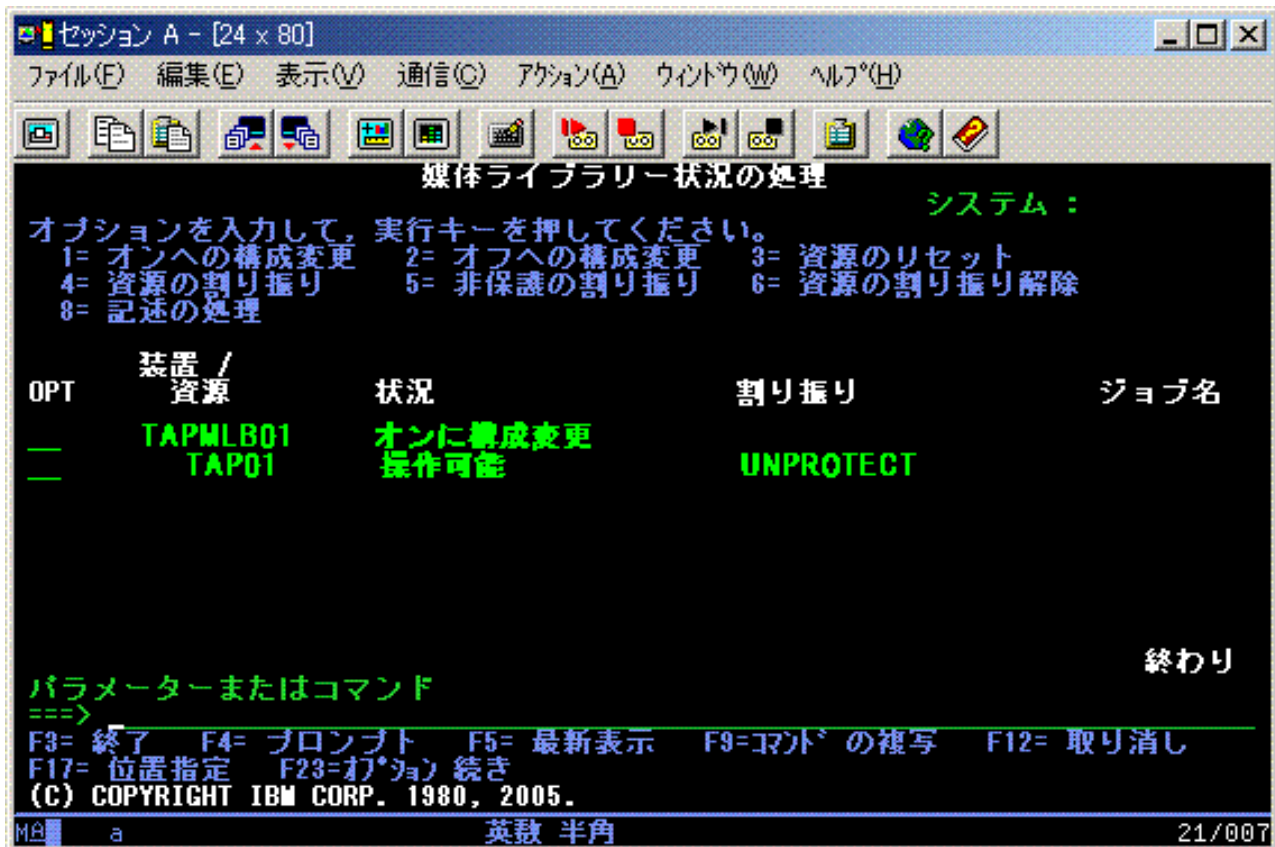 セッション A - [24 x 80]
ファイル(F) 編集(E) 表示(V) 通信(C) アクション(A) ウィンドウ(W) ヘルプ(H)
媒体ライブラリー状況の処理
システム :
オプションを入力して, 実行キーを押してください。
1= オンへの構成変更 2= オフへの構成変更 3= 資源のリセット
4= 資源の割り振り 5= 非保護の割り振り 6= 資源の割り振り解除
8= 記述の処理
装置 /
OPT 資源 状況 割り振り ジョブ名
__ TAPMLB01 オンに構成変更
__ TAP01 操作可能 UNPROTECT
終わり
パラメーターまたはコマンド
===>
F3= 終了 F4= プロンプト F5= 最新表示 F9=コマンド の複写 F12= 取り消し
F17= 位置指定 F23=オプション 続き
(C) COPYRIGHT IBM CORP. 1980, 2005.
MA a 英数 半角 21/007